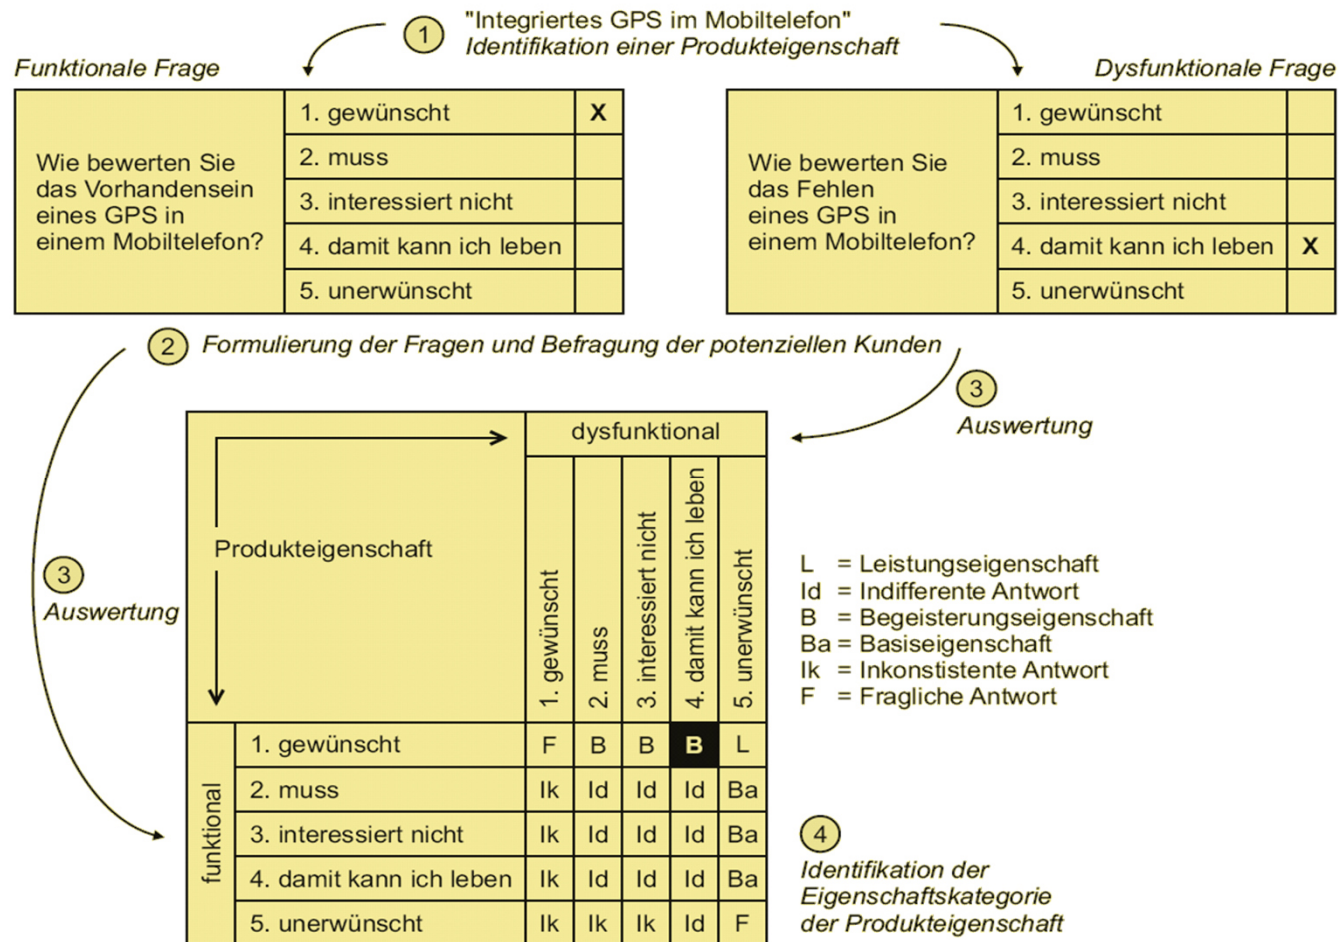 1
"Integriertes GPS im Mobiltelefon"
Identifikation einer Produkteigenschaft
Funktionale Frage
Wie bewerten Sie
das Vorhandensein
eines GPS in
einem Mobiltelefon?
1. gewünscht X
2. muss
3. interessiert nicht
4. damit kann ich leben
5. unerwünscht
Dysfunktionale Frage
Wie bewerten Sie
das Fehlen
eines GPS in
einem Mobiltelefon?
1. gewünscht
2. muss
3. interessiert nicht
4. damit kann ich leben X
5. unerwünscht
2 Formulierung der Fragen und Befragung der potenziellen Kunden
3
Auswertung
3
Auswertung
Produkteigenschaft
dysfunktional
1. gewünscht
2. muss
3. interessiert nicht
4. damit kann ich leben
5. unerwünscht
funktional
1. gewünscht F B B B L
2. muss Ik Id Id Id Ba
3. interessiert nicht Ik Id Id Id Ba
4. damit kann ich leben Ik Id Id Id Ba
5. unerwünscht Ik Ik Ik Id F
L = Leistungseigenschaft
Id = Indifferente Antwort
B = Begeisterungseigenschaft
Ba = Basiseigenschaft
Ik = Inkonstistente Antwort
F = Fragliche Antwort
4
Identifikation der
Eigenschaftskategorie
der Produkteigenschaft